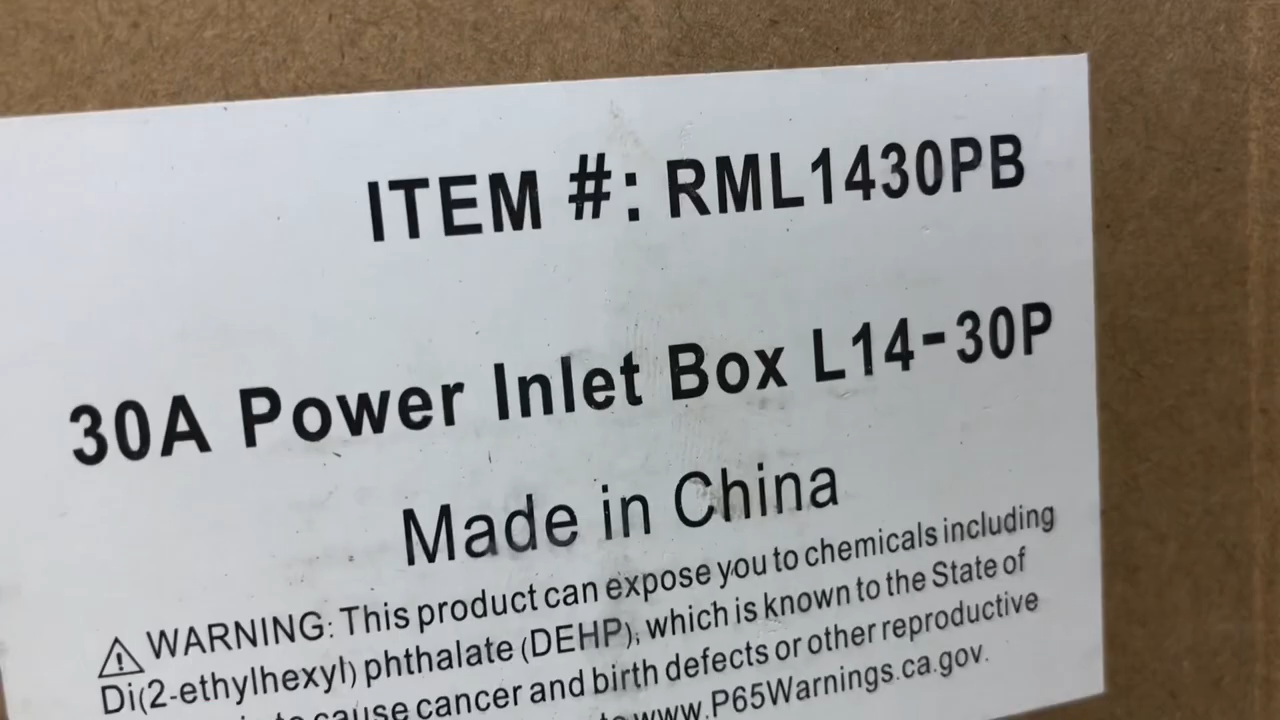 ITEM #: RML1430PB
30A Power Inlet Box L14-30P
Made in China
WARNING: This product can expose you to chemicals including
Di(2-ethylhexyl) phthalate (DEHP), which is known to the State of
to cause cancer and birth defects or other reproductive
www.P65Warnings.ca.gov.